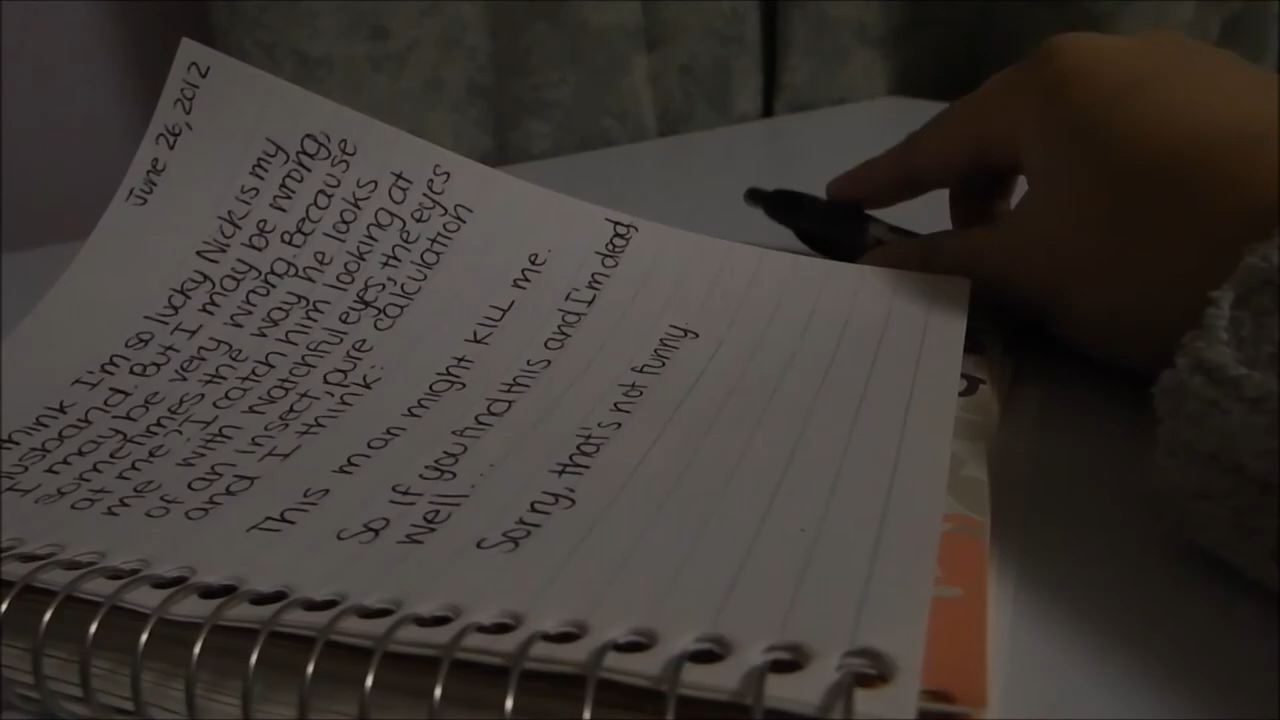 June 26, 2012
think I'm so lucky Nick is my
husband. But I may be wrong,
I may be very wrong. Because
sometimes the way he looks
at me; I catch him looking at
me with watchful eyes, the eyes
of an insect, pure calculation
and I think:
This man might KILL me.
So If you find this and I'm dead,
Well...
Sorry, that's not funny.